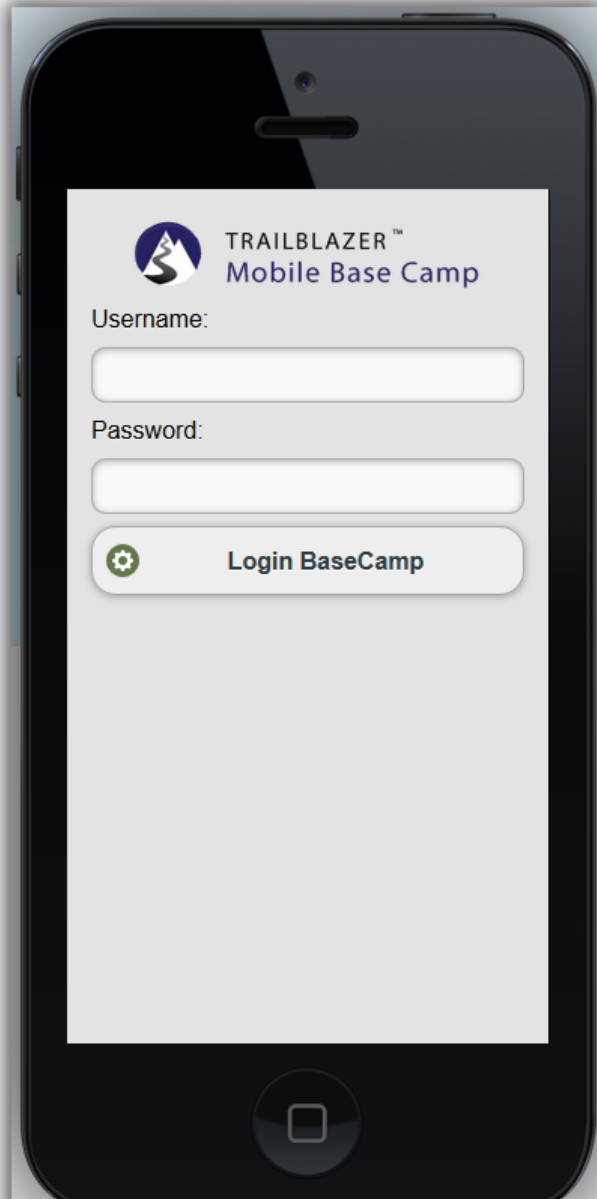 TRAILBLAZER™
Mobile Base Camp
Username:
Password:
Login BaseCamp